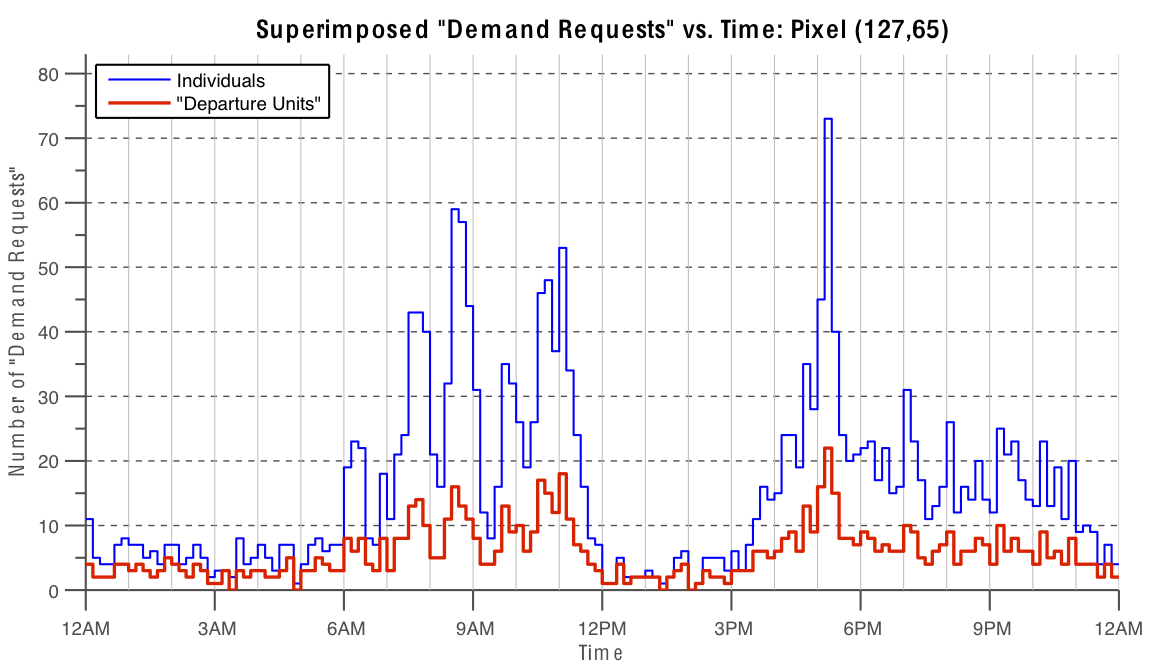 Superimposed "Demand Requests" vs. Time: Pixel (127,65)
Individuals
"Departure Units"
Number of "Demand Requests"
80
70
60
50
40
30
20
10
0
12AM 3AM 6AM 9AM 12PM 3PM 6PM 9PM 12AM
Time